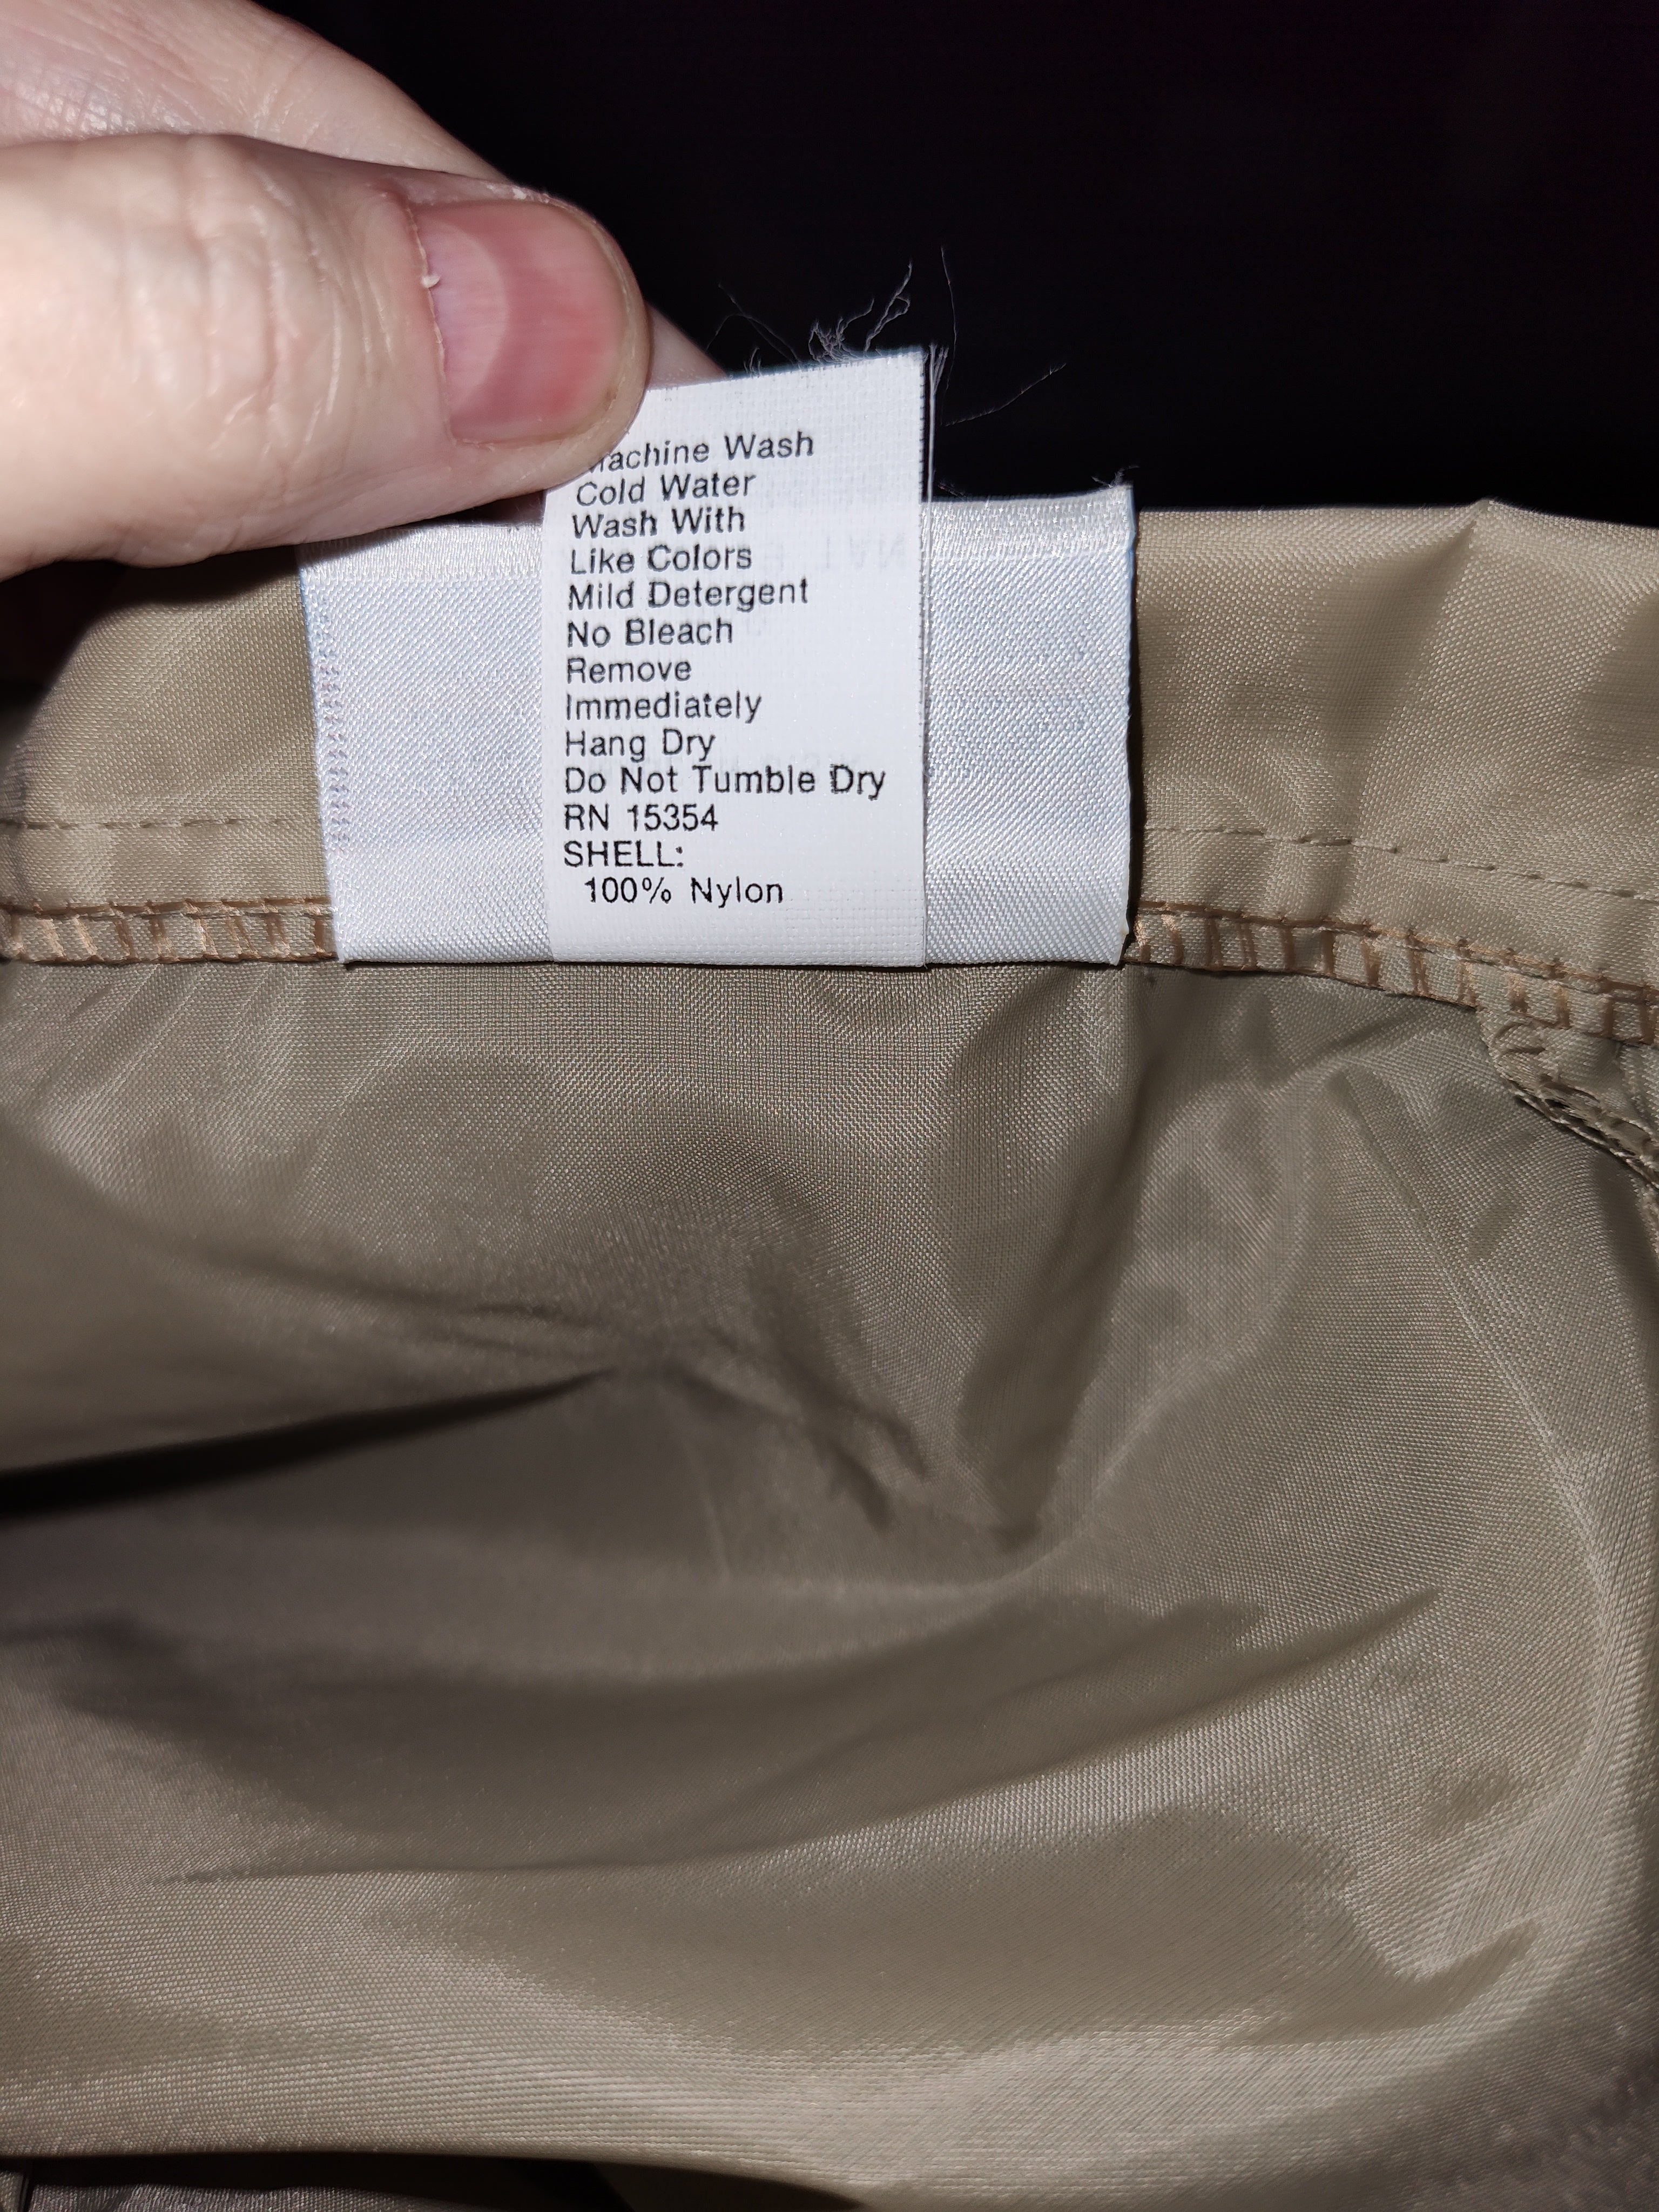 Machine Wash
Cold Water
Wash With
Like Colors
Mild Detergent
No Bleach
Remove
Immediately
Hang Dry
Do Not Tumble Dry
RN 15354
SHELL:
100% Nylon